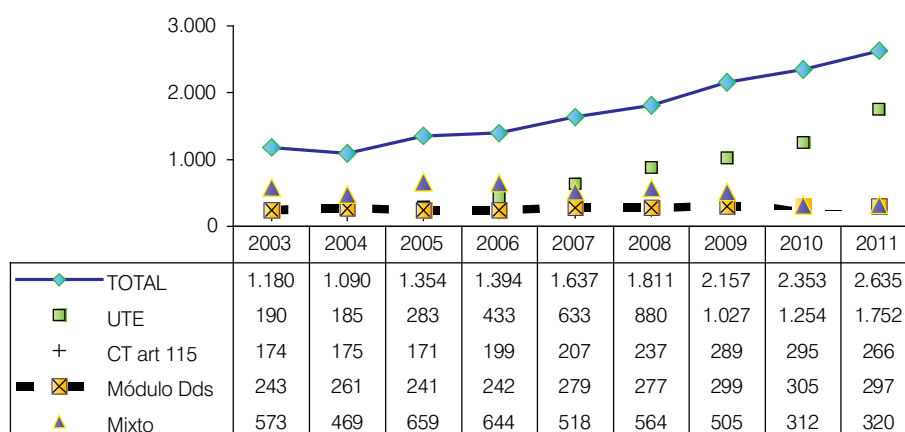 3.000
2.000
1.000
0
2003 2004 2005 2006 2007 2008 2009 2010 2011
TOTAL 1.180 1.090 1.354 1.394 1.637 1.811 2.157 2.353 2.635
UTE 190 185 283 433 633 880 1.027 1.254 1.752
CT art 115 174 175 171 199 207 237 289 295 266
Módulo Dds 243 261 241 242 279 277 299 305 297
Mixto 573 469 659 644 518 564 505 312 320